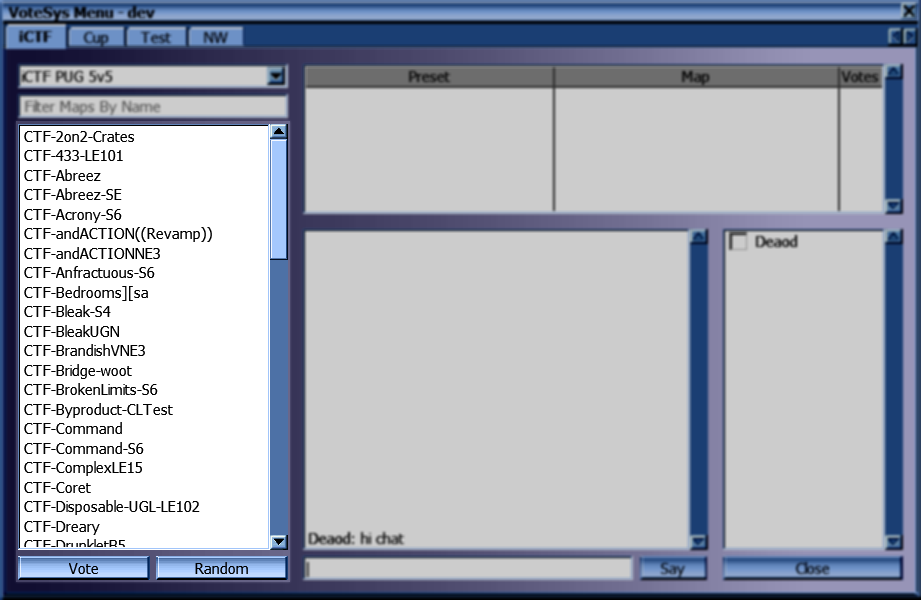 VoteSys Menu - dev
iCTF Cup Test NW
iCTF PUG 5v5
Filter Maps By Name
CTF-2on2-Crates
CTF-433-LE101
CTF-Abreez
CTF-Abreez-SE
CTF-Acrony-S6
CTF-andACTION((Revamp))
CTF-andACTIONNE3
CTF-Anfractuous-S6
CTF-Bedrooms][sa
CTF-Bleak-S4
CTF-BleakUGN
CTF-BrandishVNE3
CTF-Bridge-woot
CTF-BrokenLimits-S6
CTF-Byproduct-CLTest
CTF-Command
CTF-Command-S6
CTF-ComplexLE15
CTF-Coret
CTF-Disposable-UGL-LE102
CTF-Dreary
CTF-DrunkletB5
Vote Random
Preset Map Votes
Deaod: hi chat
Say
Deaod
Close